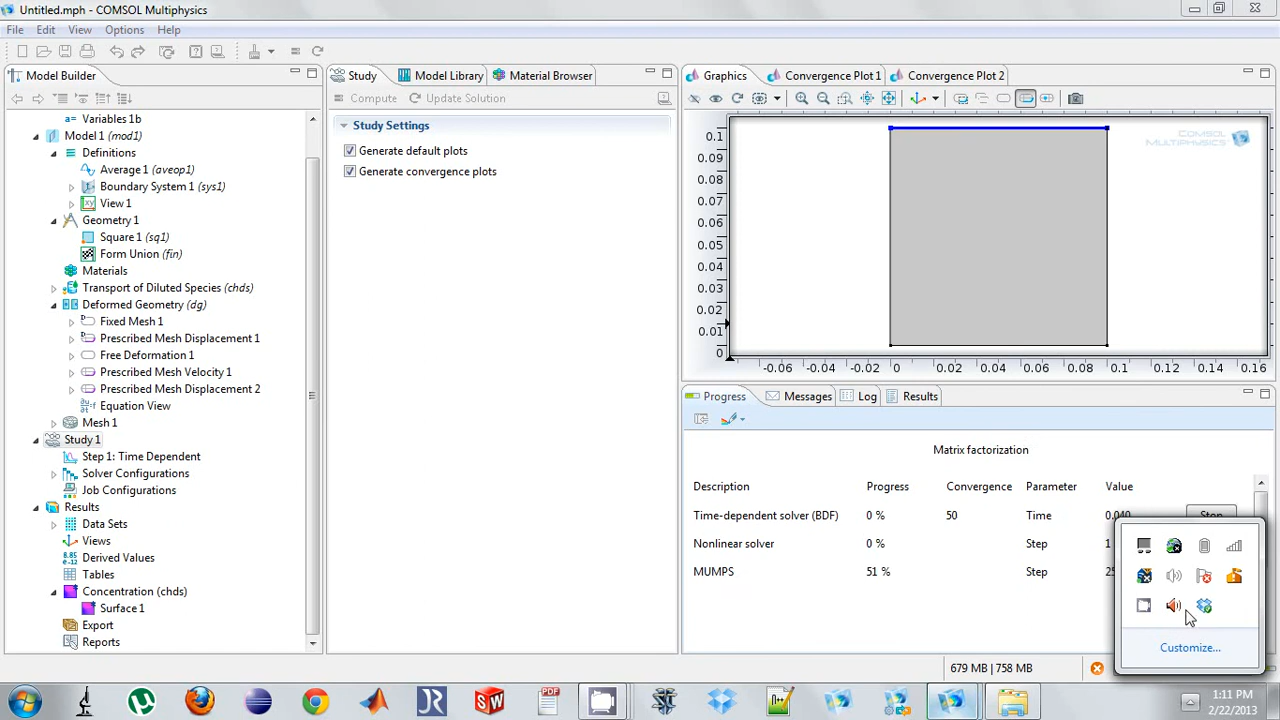 Untitled.mph - COMSOL Multiphysics
File Edit View Options Help
Model Builder
Variables 1b
Model 1 (mod1)
Definitions
Average 1 (aveop1)
Boundary System 1 (sys1)
View 1
Geometry 1
Square 1 (sq1)
Form Union (fin)
Materials
Transport of Diluted Species (chds)
Deformed Geometry (dg)
Fixed Mesh 1
Prescribed Mesh Displacement 1
Free Deformation 1
Prescribed Mesh Velocity 1
Prescribed Mesh Displacement 2
Equation View
Mesh 1
Study 1
Step 1: Time Dependent
Solver Configurations
Job Configurations
Results
Data Sets
Views
8.85
e-12
Derived Values
Tables
Concentration (chds)
Surface 1
Export
Reports
Study Model Library Material Browser
Compute Update Solution
Study Settings
Generate default plots
Generate convergence plots
Graphics Convergence Plot 1 Convergence Plot 2
COMSOL
MULTIPHYSICS
0.1
0.09
0.08
0.07
0.06
0.05
0.04
0.03
0.02
0.01
0
-0.06 -0.04 -0.02 0 0.02 0.04 0.06 0.08 0.1 0.12 0.14 0.16
Progress Messages Log Results
Matrix factorization
Description Progress Convergence Parameter Value
Time-dependent solver (BDF) 0 % 50 Time 0.040 Stop
Nonlinear solver 0 % Step 1
MUMPS 51 % Step
Customize...
679 MB | 758 MB
1:11 PM
2/22/2013